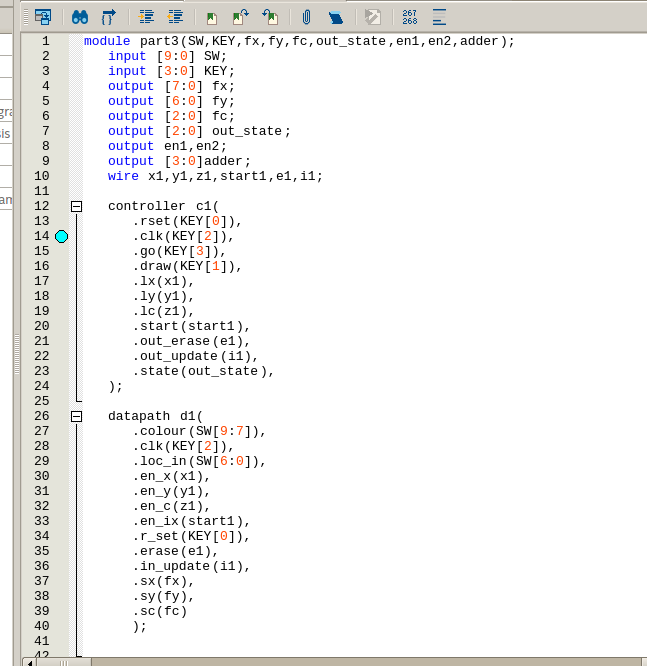 267
268
gra
sis
am
1 module part3(SW,KEY,fx,fy,fc,out_state,en1,en2,adder);
2 input [9:0] SW;
3 input [3:0] KEY;
4 output [7:0] fx;
5 output [6:0] fy;
6 output [2:0] fc;
7 output [2:0] out_state;
8 output en1,en2;
9 output [3:0]adder;
10 wire x1,y1,z1,start1,e1,i1;
11
12 controller c1(
13 .rset(KEY[0]),
14 .clk(KEY[2]),
15 .go(KEY[3]),
16 .draw(KEY[1]),
17 .lx(x1),
18 .ly(y1),
19 .lc(z1),
20 .start(start1),
21 .out_erase(e1),
22 .out_update(i1),
23 .state(out_state),
24 );
25
26 datapath d1(
27 .colour(SW[9:7]),
28 .clk(KEY[2]),
29 .loc_in(SW[6:0]),
30 .en_x(x1),
31 .en_y(y1),
32 .en_c(z1),
33 .en_ix(start1),
34 .r_set(KEY[0]),
35 .erase(e1),
36 .in_update(i1),
37 .sx(fx),
38 .sy(fy),
39 .sc(fc)
40 );
41
42